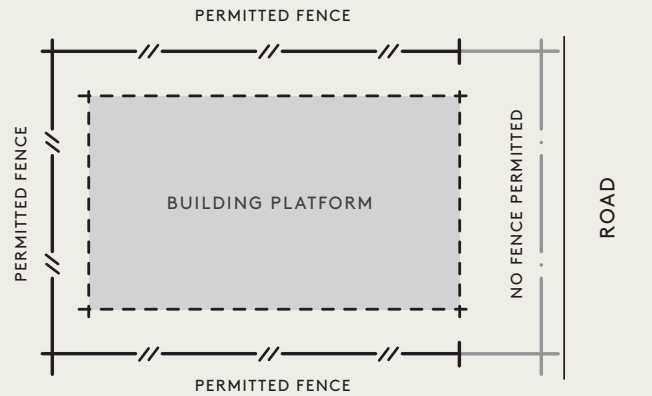 PERMITTED FENCE
PERMITTED FENCE
BUILDING PLATFORM
NO FENCE PERMITTED
ROAD
PERMITTED FENCE